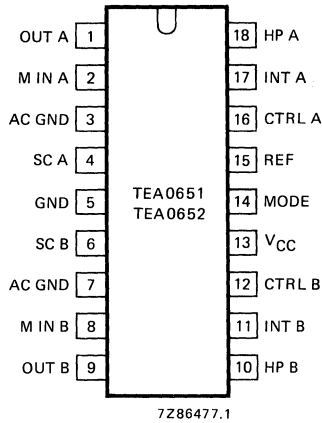 OUT A 1 18 HP A
M IN A 2 17 INT A
AC GND 3 16 CTRL A
SC A 4 15 REF
TEA0651
TEA0652
GND 5 14 MODE
SC B 6 13 VCC
AC GND 7 12 CTRL B
M IN B 8 11 INT B
OUT B 9 10 HP B
7Z86477.1